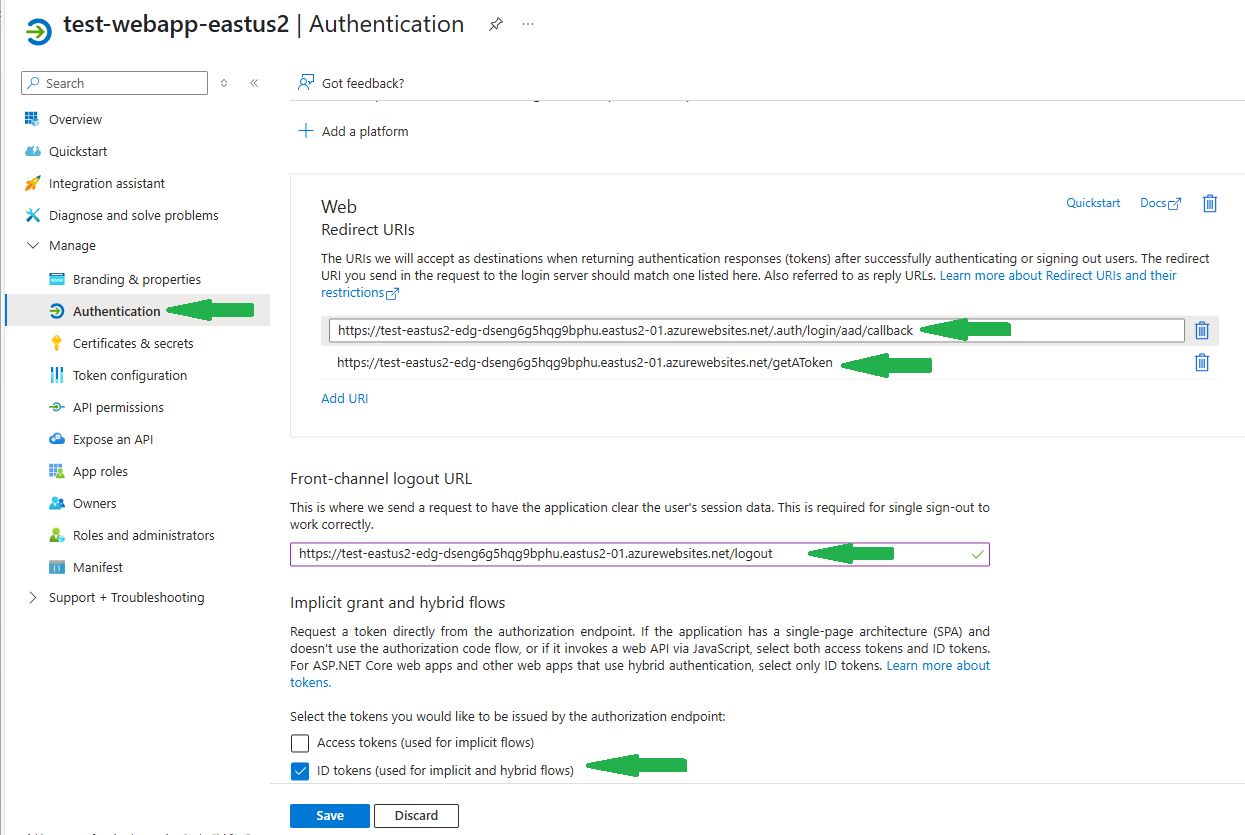 test-webapp-eastus2 | Authentication
Search
Got feedback?
Overview
Add a platform
Quickstart
Integration assistant
Diagnose and solve problems
Manage
Branding & properties
Authentication
Certificates & secrets
Token configuration
API permissions
Expose an API
App roles
Owners
Roles and administrators
Manifest
Support + Troubleshooting
Web
Quickstart
Docs
Redirect URIs
The URIs we will accept as destinations when returning authentication responses (tokens) after successfully authenticating or signing out users. The redirect
URI you send in the request to the login server should match one listed here. Also referred to as reply URLs. Learn more about Redirect URIs and their
restrictions
https://test-eastus2-edg-dseng6g5hqg9bphu.eastus2-01.azurewebsites.net/.auth/login/aad/callback
https://test-eastus2-edg-dseng6g5hqg9bphu.eastus2-01.azurewebsites.net/getAToken
Add URI
Front-channel logout URL
This is where we send a request to have the application clear the user's session data. This is required for single sign-out to
work correctly.
https://test-eastus2-edg-dseng6g5hqg9bphu.eastus2-01.azurewebsites.net/logout
Implicit grant and hybrid flows
Request a token directly from the authorization endpoint. If the application has a single-page architecture (SPA) and
doesn't use the authorization code flow, or if it invokes a web API via JavaScript, select both access tokens and ID tokens.
For ASP.NET Core web apps and other web apps that use hybrid authentication, select only ID tokens. Learn more about
tokens.
Select the tokens you would like to be issued by the authorization endpoint:
Access tokens (used for implicit flows)
ID tokens (used for implicit and hybrid flows)
Save
Discard